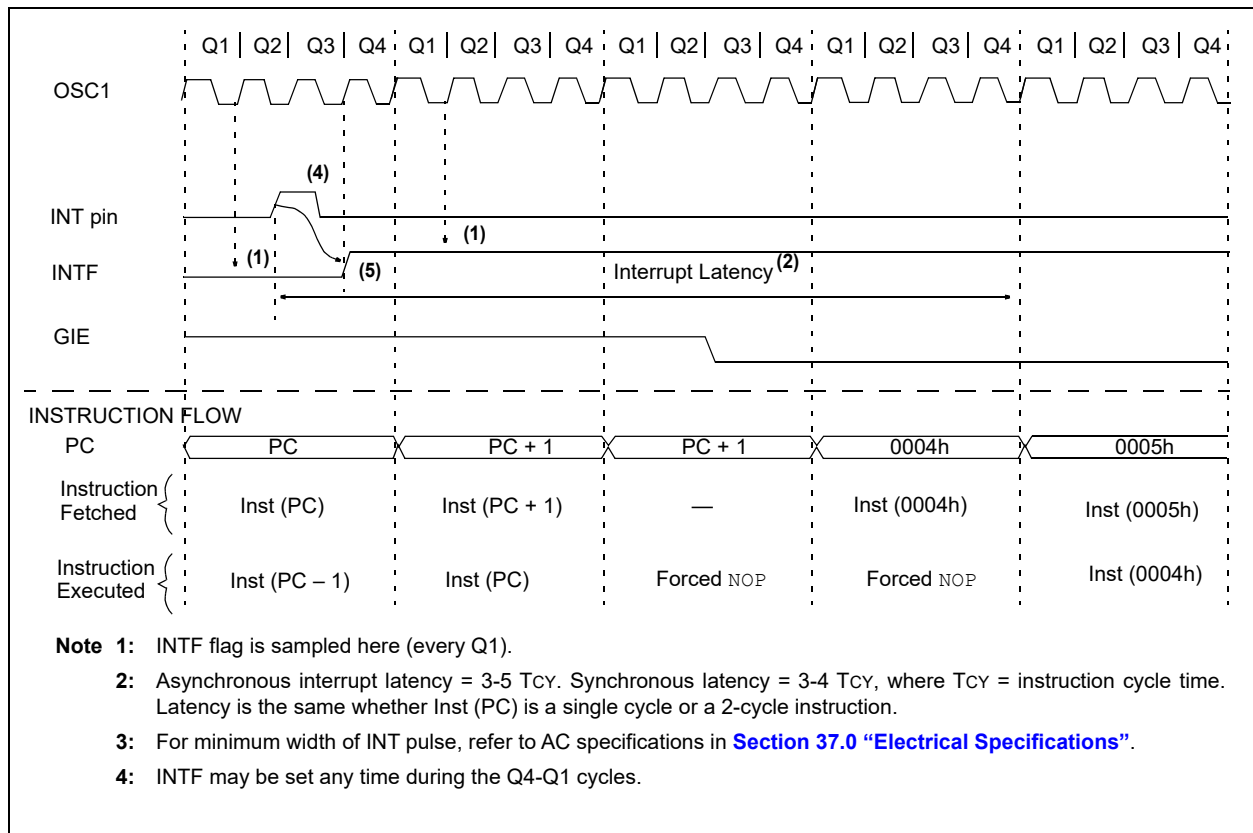 Q1 Q2 Q3 Q4 Q1 Q2 Q3 Q4 Q1 Q2 Q3 Q4 Q1 Q2 Q3 Q4 Q1 Q2 Q3 Q4
OSC1
(4)
INT pin
(1)
(1)
INTF
(5)
Interrupt Latency (2)
GIE
INSTRUCTION FLOW
PC PC PC + 1 PC + 1 0004h 0005h
Instruction
Fetched
Inst (PC) Inst (PC + 1) — Inst (0004h) Inst (0005h)
Instruction
Executed
Inst (PC – 1) Inst (PC) Forced NOP Forced NOP Inst (0004h)
Note 1: INTF flag is sampled here (every Q1).
2: Asynchronous interrupt latency = 3-5 TCY. Synchronous latency = 3-4 TCY, where TCY = instruction cycle time.
Latency is the same whether Inst (PC) is a single cycle or a 2-cycle instruction.
3: For minimum width of INT pulse, refer to AC specifications in Section 37.0 “Electrical Specifications”.
4: INTF may be set any time during the Q4-Q1 cycles.